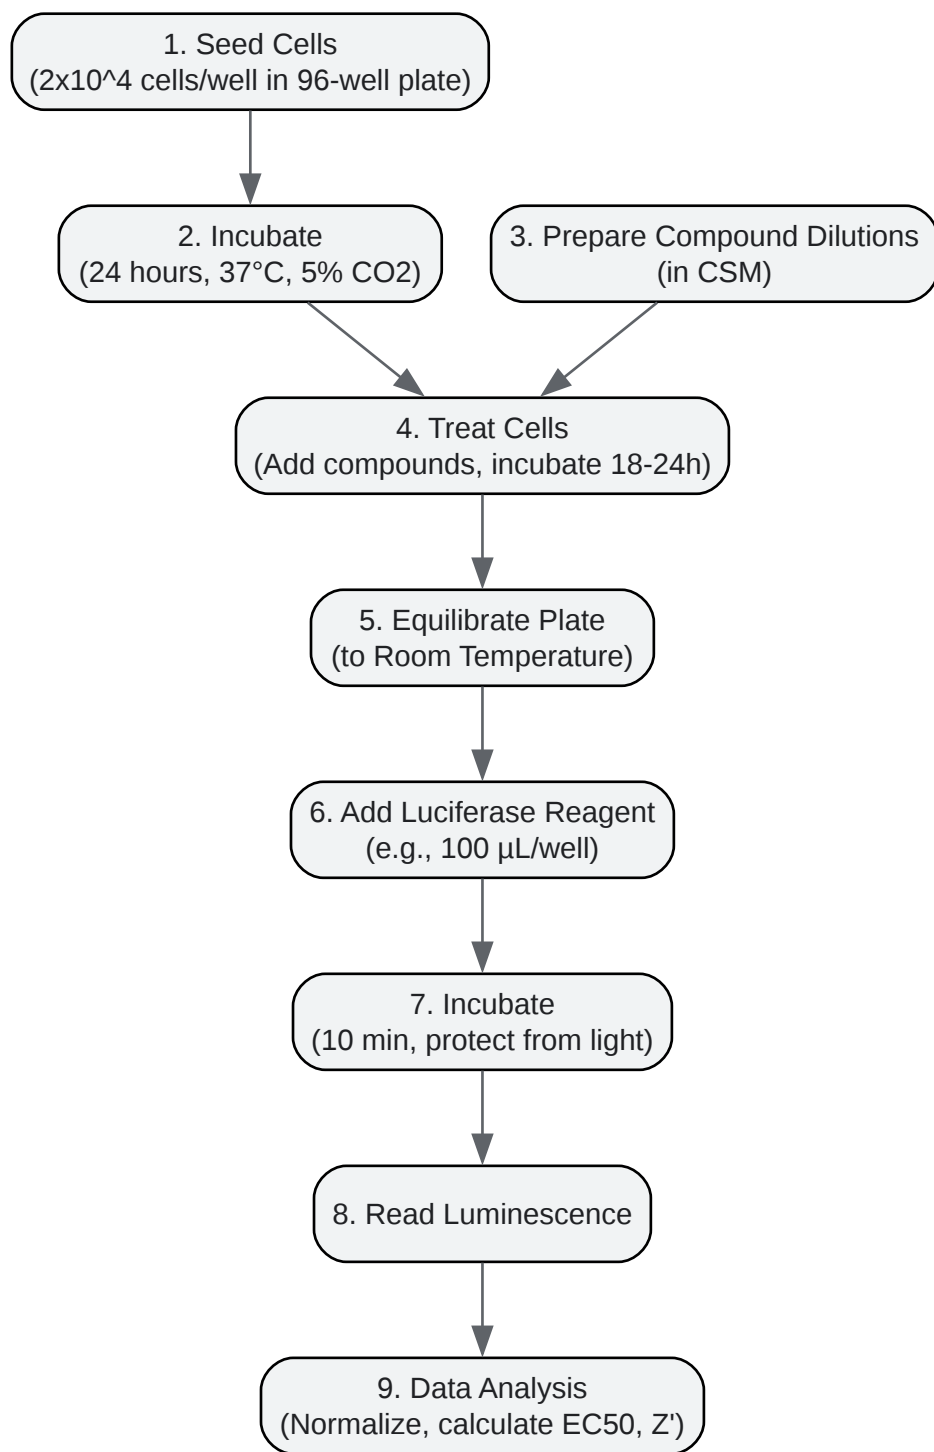 1. Seed Cells
(2x10^4 cells/well in 96-well plate)
2. Incubate
(24 hours, 37°C, 5% CO2)
3. Prepare Compound Dilutions
(in CSM)
4. Treat Cells
(Add compounds, incubate 18-24h)
5. Equilibrate Plate
(to Room Temperature)
6. Add Luciferase Reagent
(e.g., 100 µL/well)
7. Incubate
(10 min, protect from light)
8. Read Luminescence
9. Data Analysis
(Normalize, calculate EC50, Z')